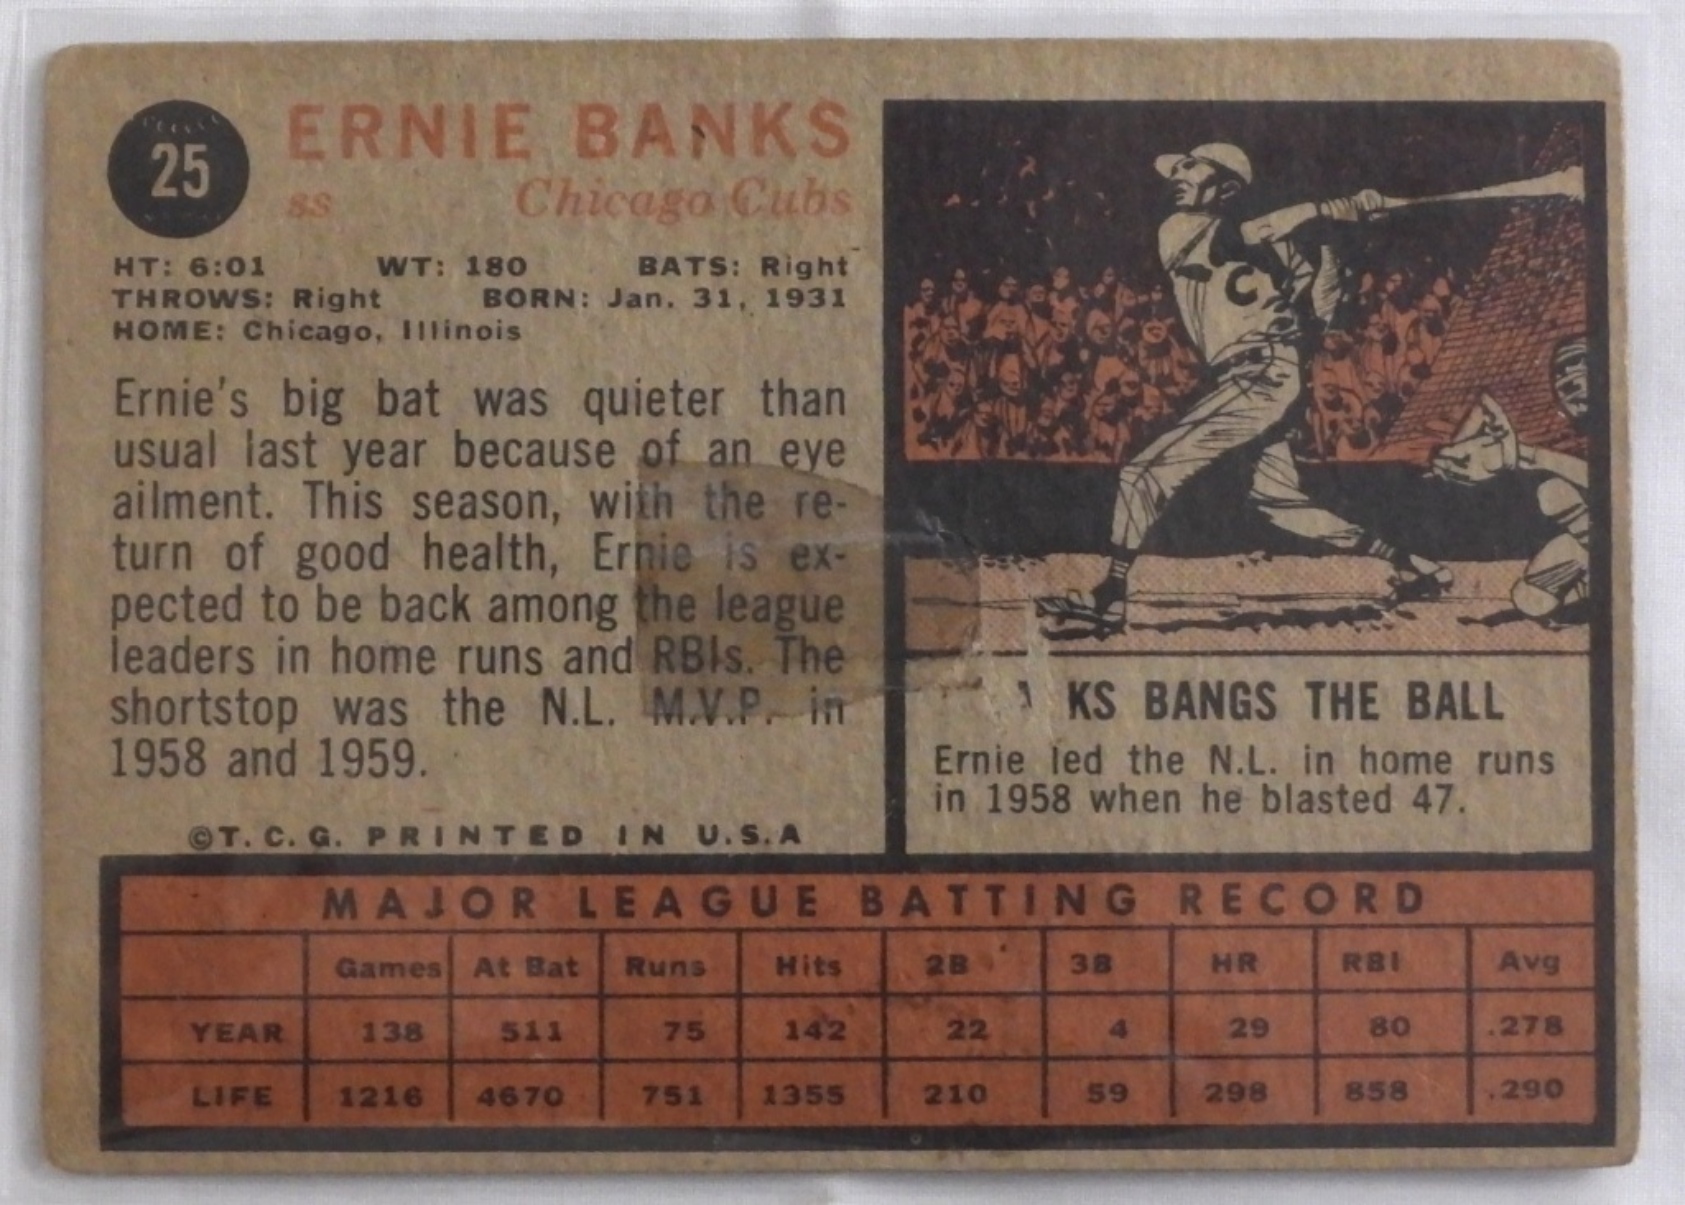 25
ERNIE BANKS
ss Chicago Cubs
HT: 6:01 WT: 180 BATS: Right
THROWS: Right BORN: Jan. 31, 1931
HOME: Chicago, Illinois
Ernie's big bat was quieter than
usual last year because of an eye
ailment. This season, with the re-
turn of good health, Ernie is ex-
pected to be back among the league
leaders in home runs and RBIs. The
shortstop was the N.L. M.V.P. in
1958 and 1959.
©T.C.G. PRINTED IN U.S.A
C
KS BANGS THE BALL
Ernie led the N.L. in home runs
in 1958 when he blasted 47.
MAJOR LEAGUE BATTING RECORD
Games At Bat Runs Hits 2B 3B HR RBI Avg
YEAR 138 511 75 142 22 4 29 80 .278
LIFE 1216 4670 751 1355 210 59 298 858 .290